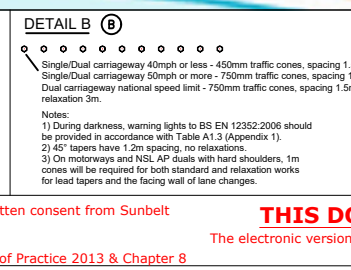 DETAIL B B
Single/Dual carriageway 40mph or less - 450mm traffic cones, spacing 1.
Single/Dual carriageway 50mph or more - 750mm traffic cones, spacing 1
Dual carriageway national speed limit - 750mm traffic cones, spacing 1.5m
relaxation 3m.
Notes:
1) During darkness, warning lights to BS EN 12352:2006 should
be provided in accordance with Table A1.3 (Appendix 1).
2) 45° tapers have 1.2m spacing, no relaxations.
3) On motorways and NSL AP duals with hard shoulders, 1m
cones will be required for both standard and relaxation works
for lead tapers and the facing wall of lane changes.
tten consent from Sunbelt
THIS DO
The electronic version
of Practice 2013 & Chapter 8